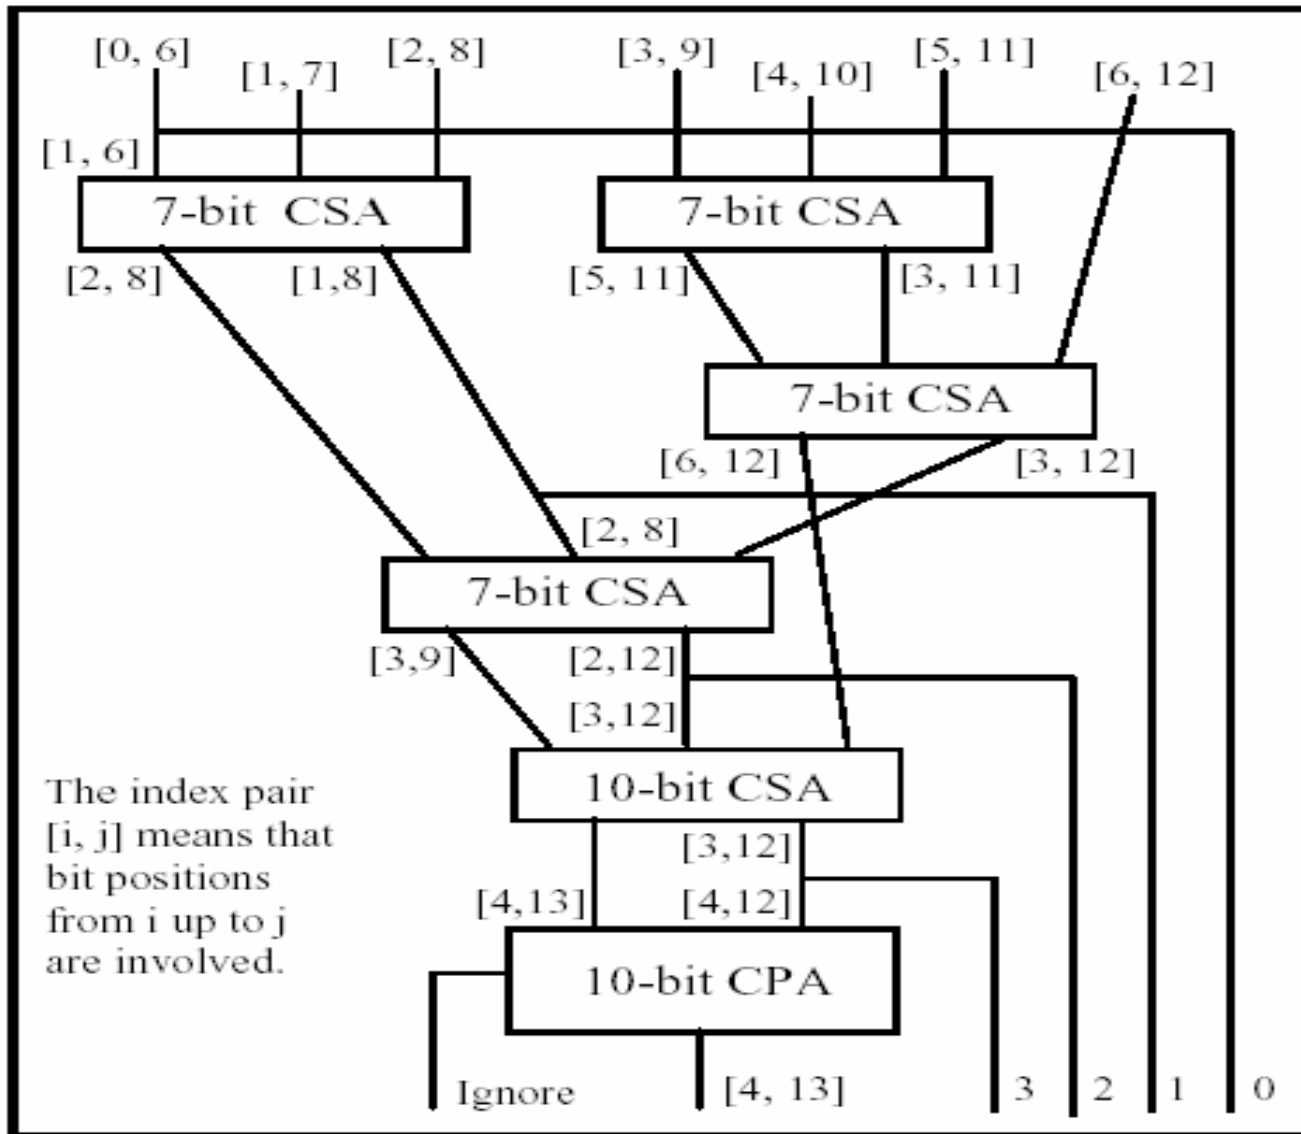 [0, 6]
[1, 7]
[2, 8]
[3, 9]
[4, 10]
[5, 11]
[6, 12]
[1, 6]
7-bit CSA
7-bit CSA
[2, 8]
[1,8]
[5, 11]
[3, 11]
7-bit CSA
[6, 12]
[3, 12]
[2, 8]
7-bit CSA
[3,9]
[2,12]
[3,12]
10-bit CSA
The index pair
[i, j] means that
bit positions
from i up to j
are involved.
[3,12]
[4,13]
[4,12]
10-bit CPA
Ignore
[4, 13]
3
2
1
0